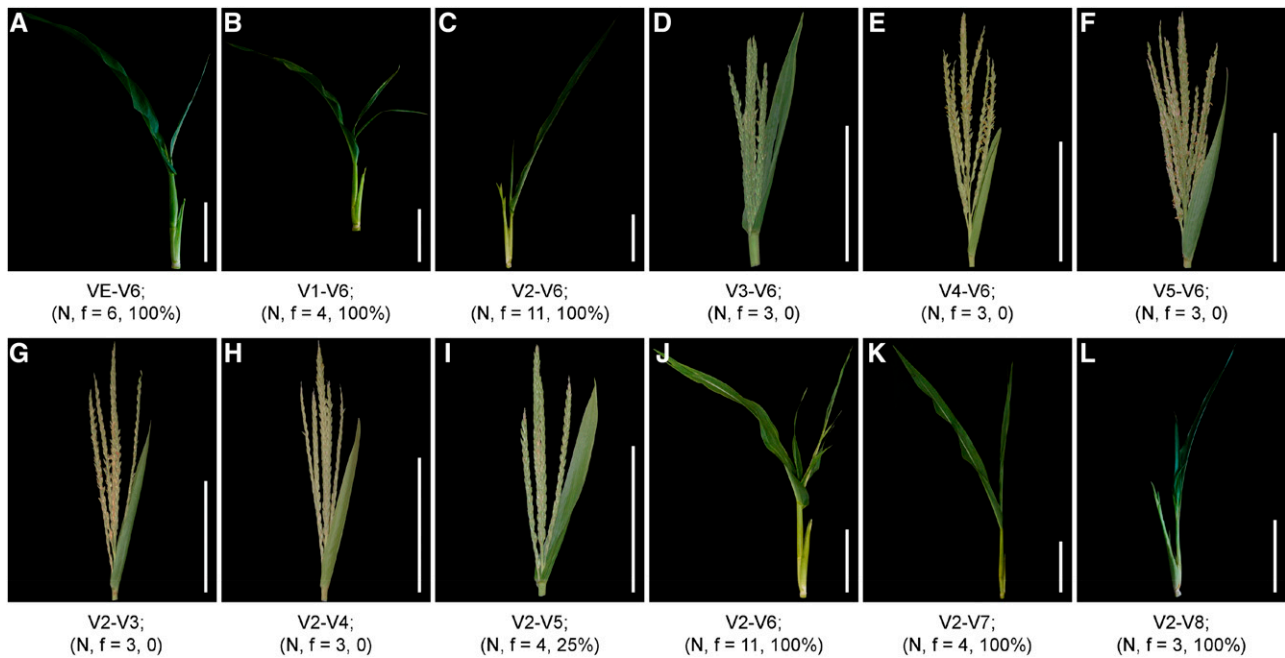 A B C D E F
VE-V6; V1-V6; V2-V6; V3-V6; V4-V6; V5-V6;
(N, f = 6, 100%) (N, f = 4, 100%) (N, f = 11, 100%) (N, f = 3, 0) (N, f = 3, 0) (N, f = 3, 0)
G H I J K L
V2-V3; V2-V4; V2-V5; V2-V6; V2-V7; V2-V8;
(N, f = 3, 0) (N, f = 3, 0) (N, f = 4, 25%) (N, f = 11, 100%) (N, f = 4, 100%) (N, f = 3, 100%)